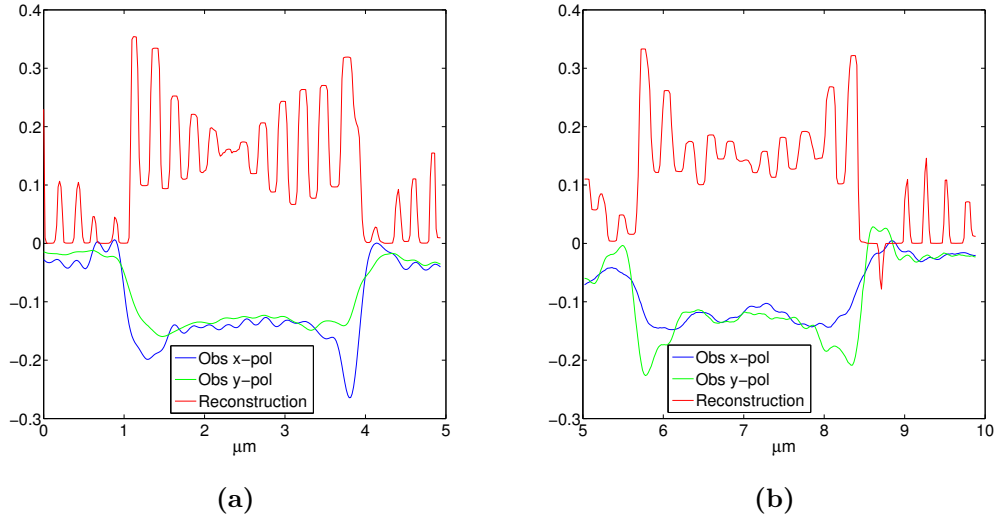 0.4
0.3
0.2
0.1
0
−0.1
−0.2
−0.3
0 1 2 3 4 5
μm
Obs x−pol
Obs y−pol
Reconstruction
(a)
0.4
0.3
0.2
0.1
0
−0.1
−0.2
−0.3
5 6 7 8 9 10
μm
Obs x−pol
Obs y−pol
Reconstruction
(b)